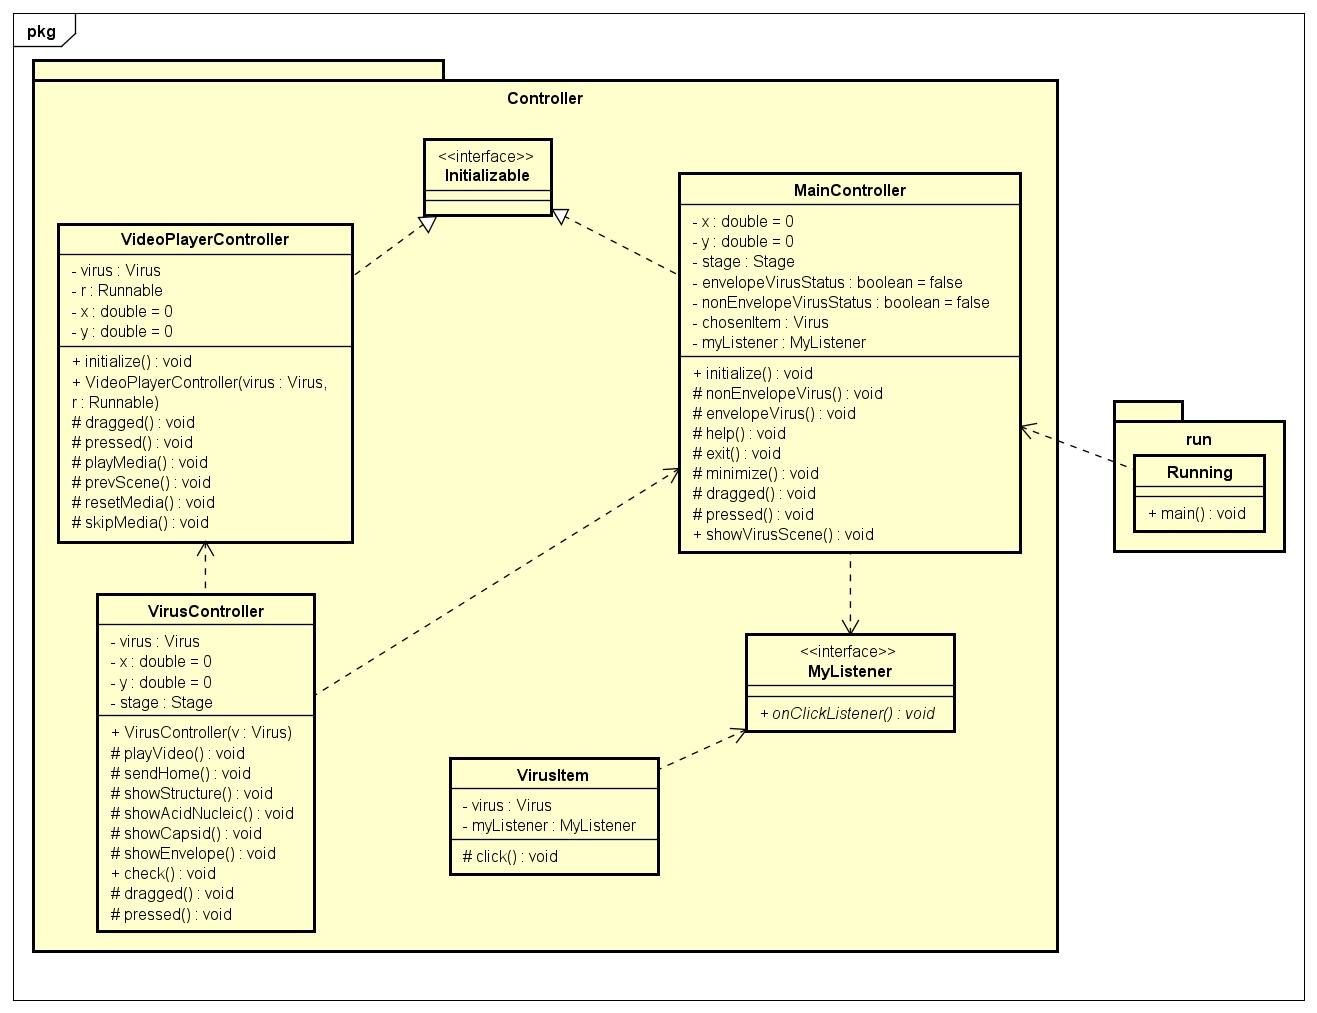 pkg
Controller
<<interface>>
Initializable
VideoPlayerController
- virus : Virus
- r : Runnable
- x : double = 0
- y : double = 0
+ initialize() : void
+ VideoPlayerController(virus : Virus,
r : Runnable)
# dragged() : void
# pressed() : void
# playMedia() : void
# prevScene() : void
# resetMedia() : void
# skipMedia() : void
MainController
- x : double = 0
- y : double = 0
- stage : Stage
- envelopeVirusStatus : boolean = false
- nonEnvelopeVirusStatus : boolean = false
- chosenItem : Virus
- myListener : MyListener
+ initialize() : void
# nonEnvelopeVirus() : void
# envelopeVirus() : void
# help() : void
# exit() : void
# minimize() : void
# dragged() : void
# pressed() : void
+ showVirusScene() : void
run
Running
+ main() : void
VirusController
- virus : Virus
- x : double = 0
- y : double = 0
- stage : Stage
+ VirusController(v : Virus)
# playVideo() : void
# sendHome() : void
# showStructure() : void
# showAcidNucleic() : void
# showCapsid() : void
# showEnvelope() : void
+ check() : void
# dragged() : void
# pressed() : void
<<interface>>
MyListener
+ onClickListener() : void
VirusItem
- virus : Virus
- myListener : MyListener
# click() : void